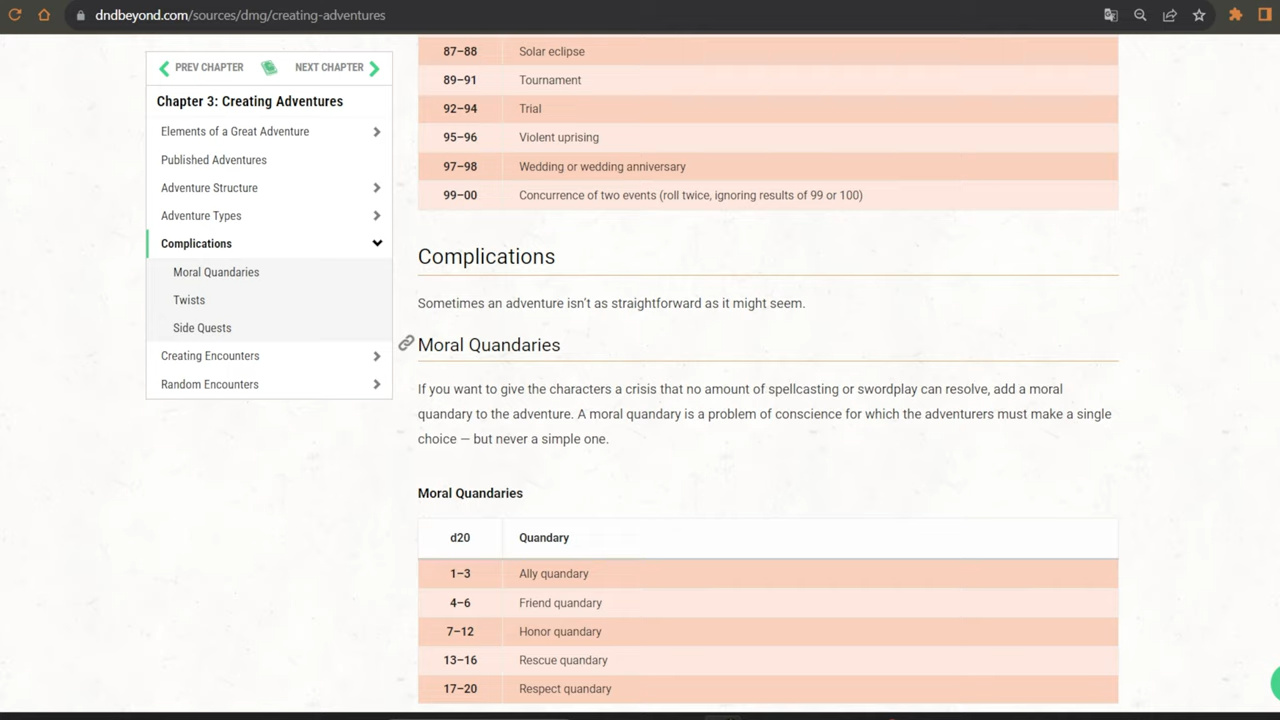 dndbeyond.com/sources/dmg/creating-adventures
PREV CHAPTER
NEXT CHAPTER
Chapter 3: Creating Adventures
Elements of a Great Adventure
Published Adventures
Adventure Structure
Adventure Types
Complications
Moral Quandaries
Twists
Side Quests
Creating Encounters
Random Encounters
87–88 Solar eclipse
89–91 Tournament
92–94 Trial
95–96 Violent uprising
97–98 Wedding or wedding anniversary
99–00 Concurrence of two events (roll twice, ignoring results of 99 or 100)
Complications
Sometimes an adventure isn’t as straightforward as it might seem.
Moral Quandaries
If you want to give the characters a crisis that no amount of spellcasting or swordplay can resolve, add a moral
quandary to the adventure. A moral quandary is a problem of conscience for which the adventurers must make a single
choice — but never a simple one.
Moral Quandaries
d20 Quandary
1–3 Ally quandary
4–6 Friend quandary
7–12 Honor quandary
13–16 Rescue quandary
17–20 Respect quandary